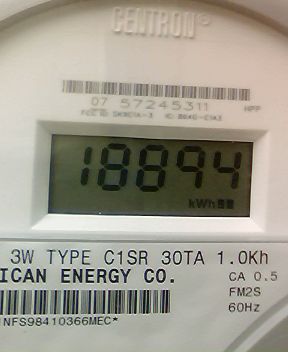 CENTRON®
07 57245311 HPP
18894
kWh
3W TYPE C1SR 30TA 1.0Kh
ICAN ENERGY CO.
CA 0.5
FM2S
60Hz
NFS98410366MEC*